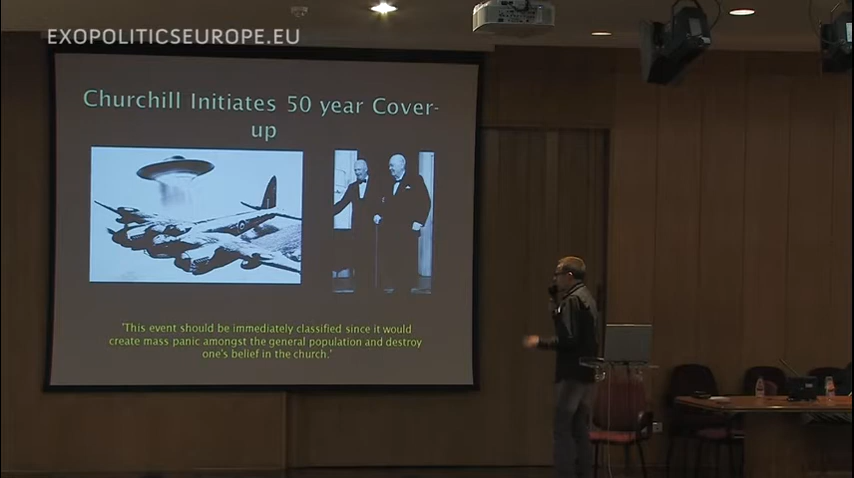 EXOPOLITICSEUROPE.EU
Churchill Initiates 50 year Cover-
up
'This event should be immediately classified since it would
create mass panic amongst the general population and destroy
one's belief in the church.'